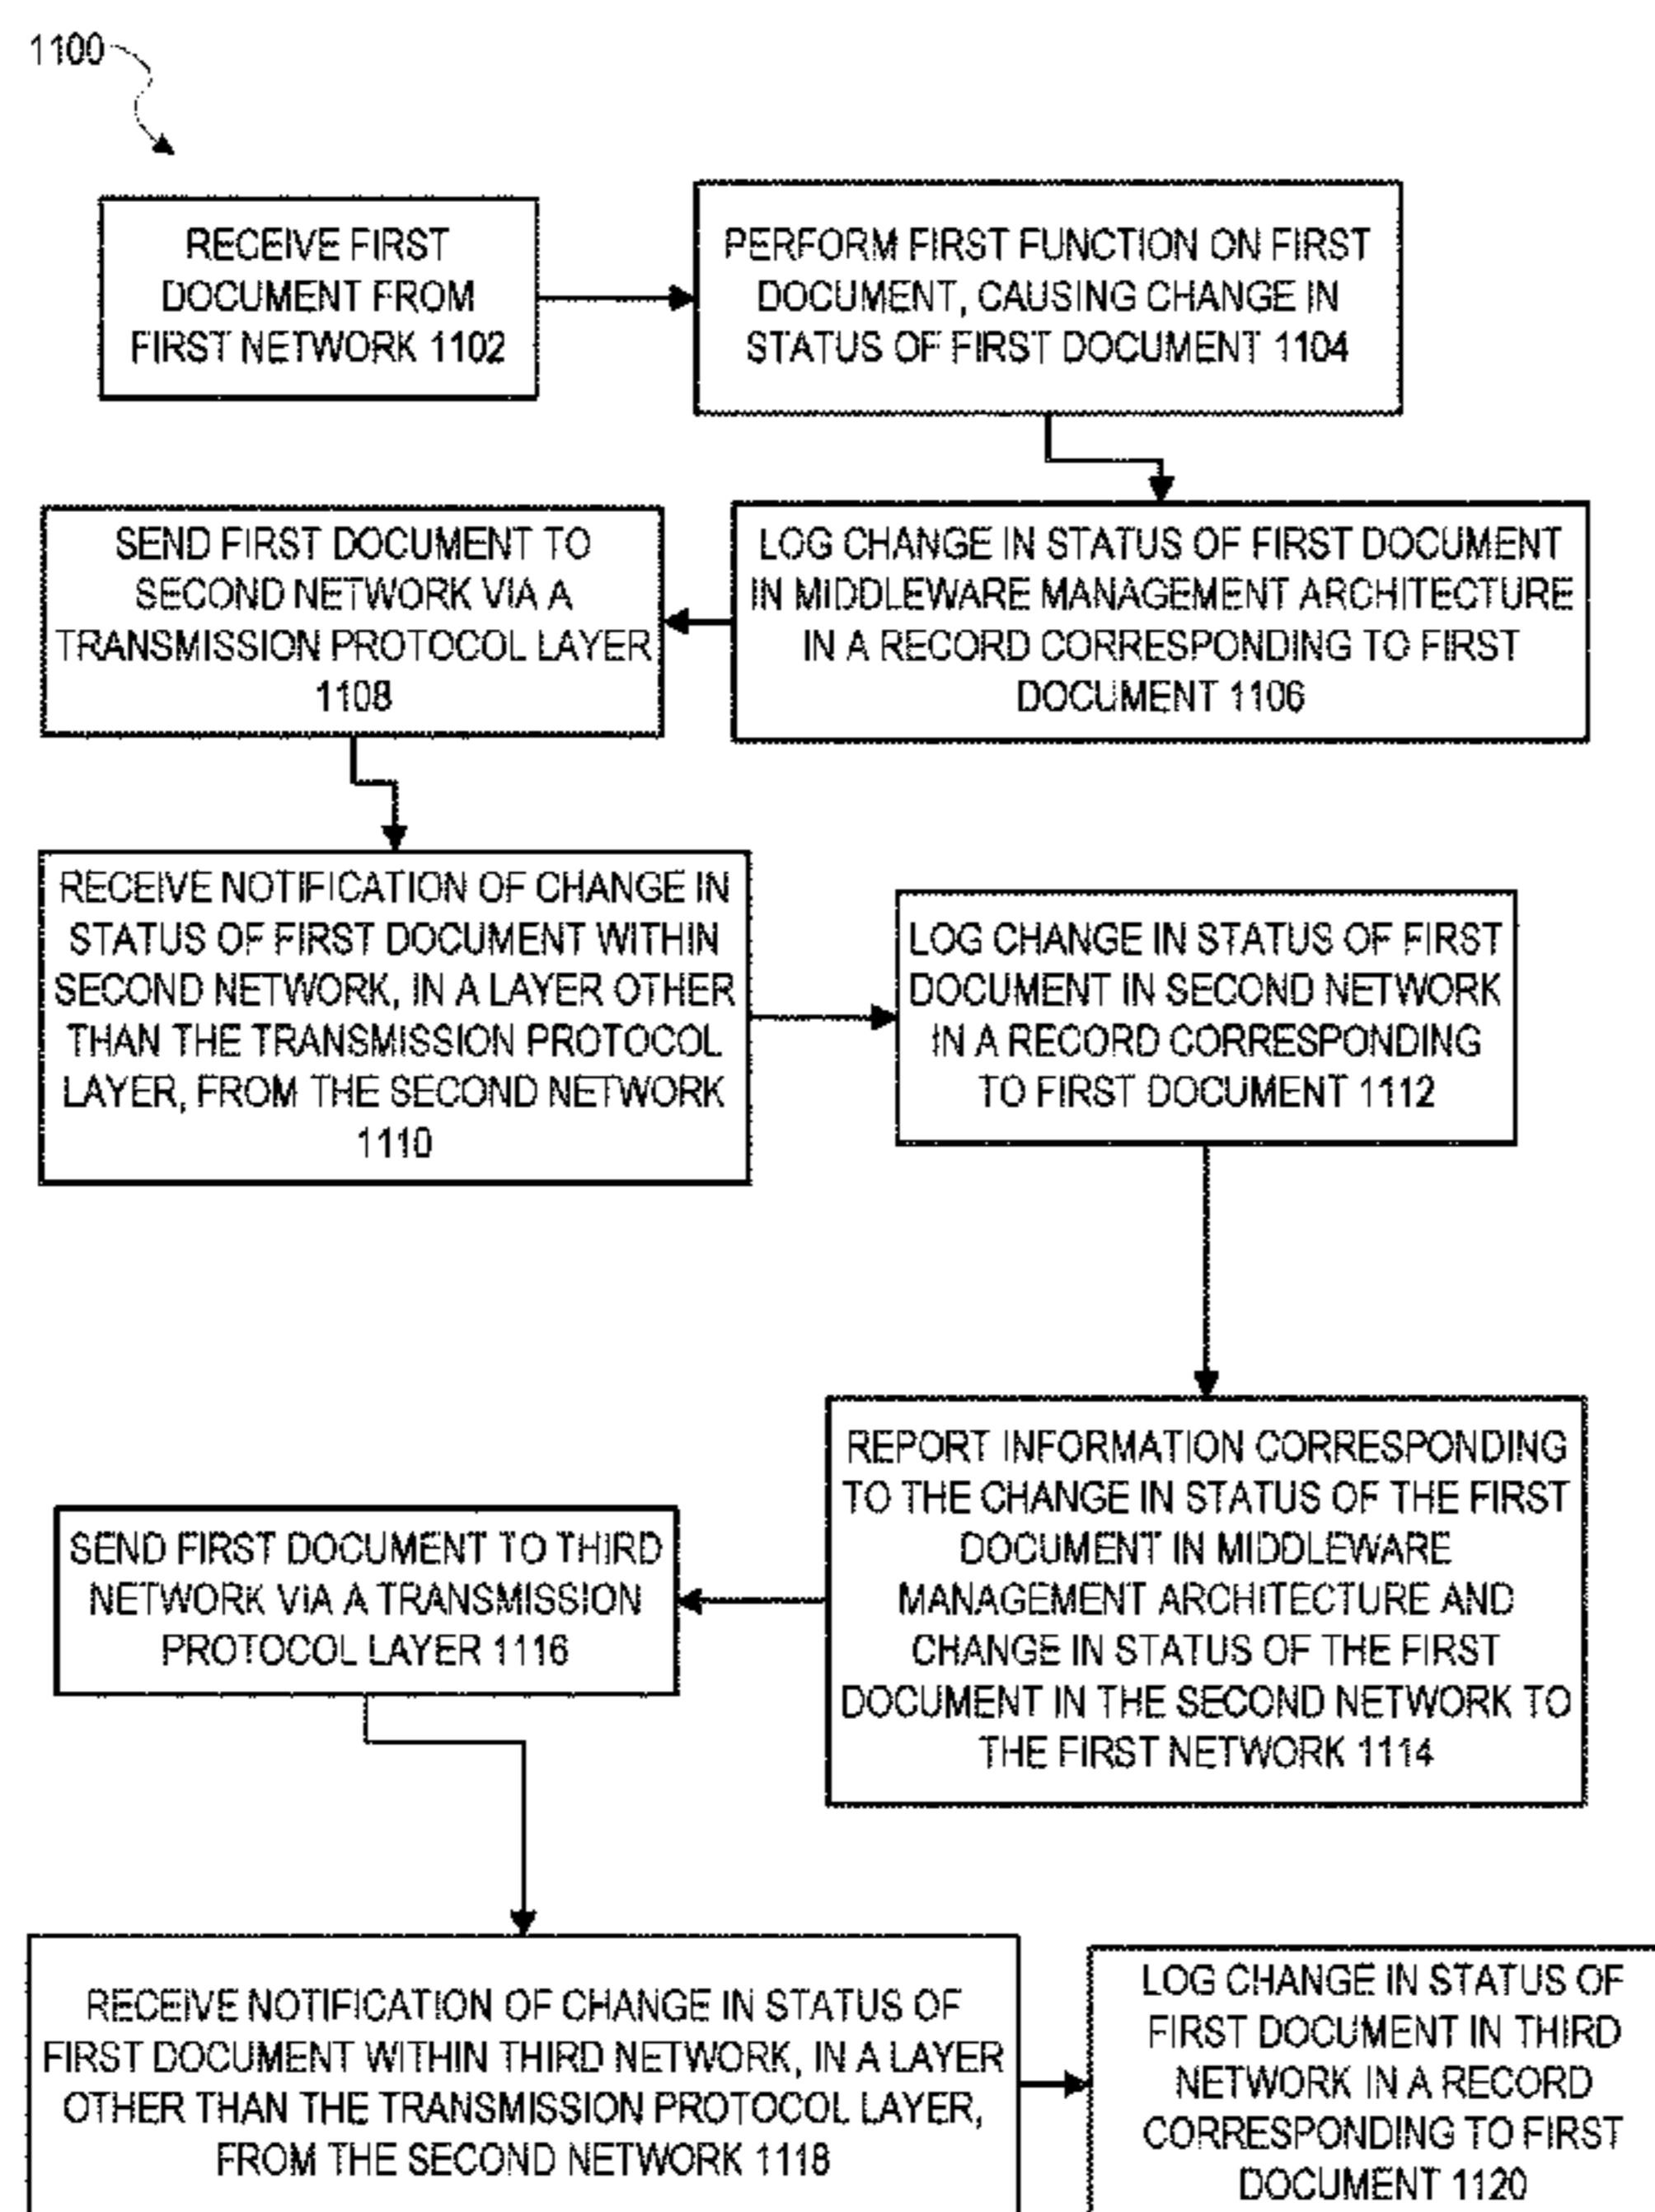 1100
RECEIVE FIRST
DOCUMENT FROM
FIRST NETWORK 1102
PERFORM FIRST FUNCTION ON FIRST
DOCUMENT, CAUSING CHANGE IN
STATUS OF FIRST DOCUMENT 1104
LOG CHANGE IN STATUS OF FIRST DOCUMENT
IN MIDDLEWARE MANAGEMENT ARCHITECTURE
IN A RECORD CORRESPONDING TO FIRST
DOCUMENT 1106
SEND FIRST DOCUMENT TO
SECOND NETWORK VIA A
TRANSMISSION PROTOCOL LAYER
1108
RECEIVE NOTIFICATION OF CHANGE IN
STATUS OF FIRST DOCUMENT WITHIN
SECOND NETWORK, IN A LAYER OTHER
THAN THE TRANSMISSION PROTOCOL
LAYER, FROM THE SECOND NETWORK
1110
LOG CHANGE IN STATUS OF FIRST
DOCUMENT IN SECOND NETWORK
IN A RECORD CORRESPONDING
TO FIRST DOCUMENT 1112
REPORT INFORMATION CORRESPONDING
TO THE CHANGE IN STATUS OF THE FIRST
DOCUMENT IN MIDDLEWARE
MANAGEMENT ARCHITECTURE AND
CHANGE IN STATUS OF THE FIRST
DOCUMENT IN THE SECOND NETWORK TO
THE FIRST NETWORK 1114
SEND FIRST DOCUMENT TO THIRD
NETWORK VIA A TRANSMISSION
PROTOCOL LAYER 1116
RECEIVE NOTIFICATION OF CHANGE IN STATUS OF
FIRST DOCUMENT WITHIN THIRD NETWORK, IN A LAYER
OTHER THAN THE TRANSMISSION PROTOCOL LAYER,
FROM THE SECOND NETWORK 1118
LOG CHANGE IN STATUS OF
FIRST DOCUMENT IN THIRD
NETWORK IN A RECORD
CORRESPONDING TO FIRST
DOCUMENT 1120